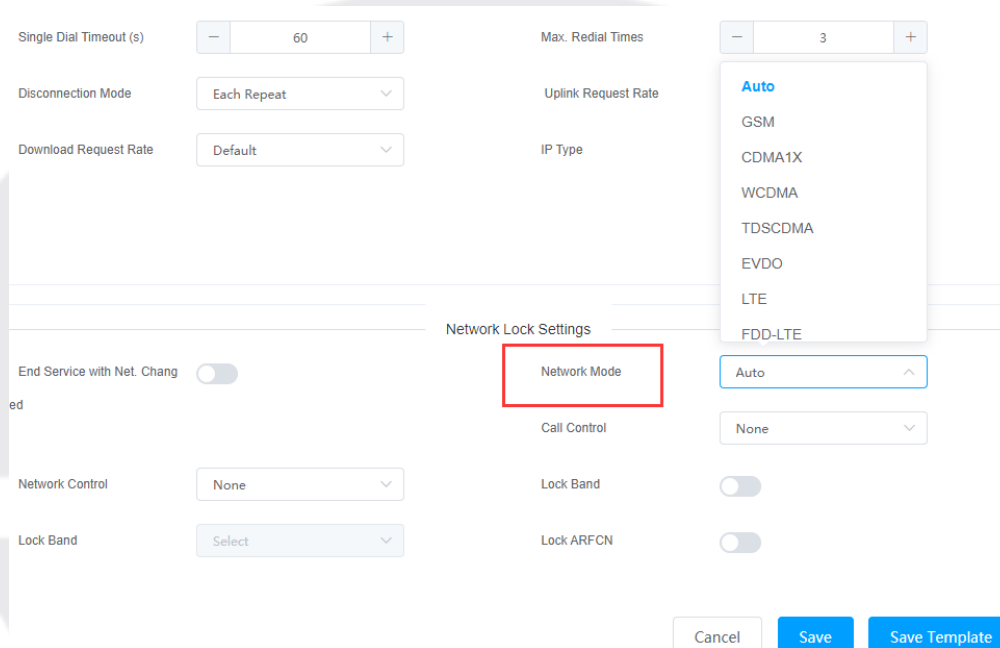 Single Dial Timeout (s) − 60 + Max. Redial Times − 3 +
Disconnection Mode Each Repeat Uplink Request Rate
Auto
GSM
Download Request Rate Default IP Type
CDMA1X
WCDMA
TDSCDMA
EVDO
LTE
FDD-LTE
Network Lock Settings
End Service with Net. Chang
ed
Network Mode Auto
Call Control None
Network Control None Lock Band
Lock Band Select Lock ARFCN
Cancel Save Save Template